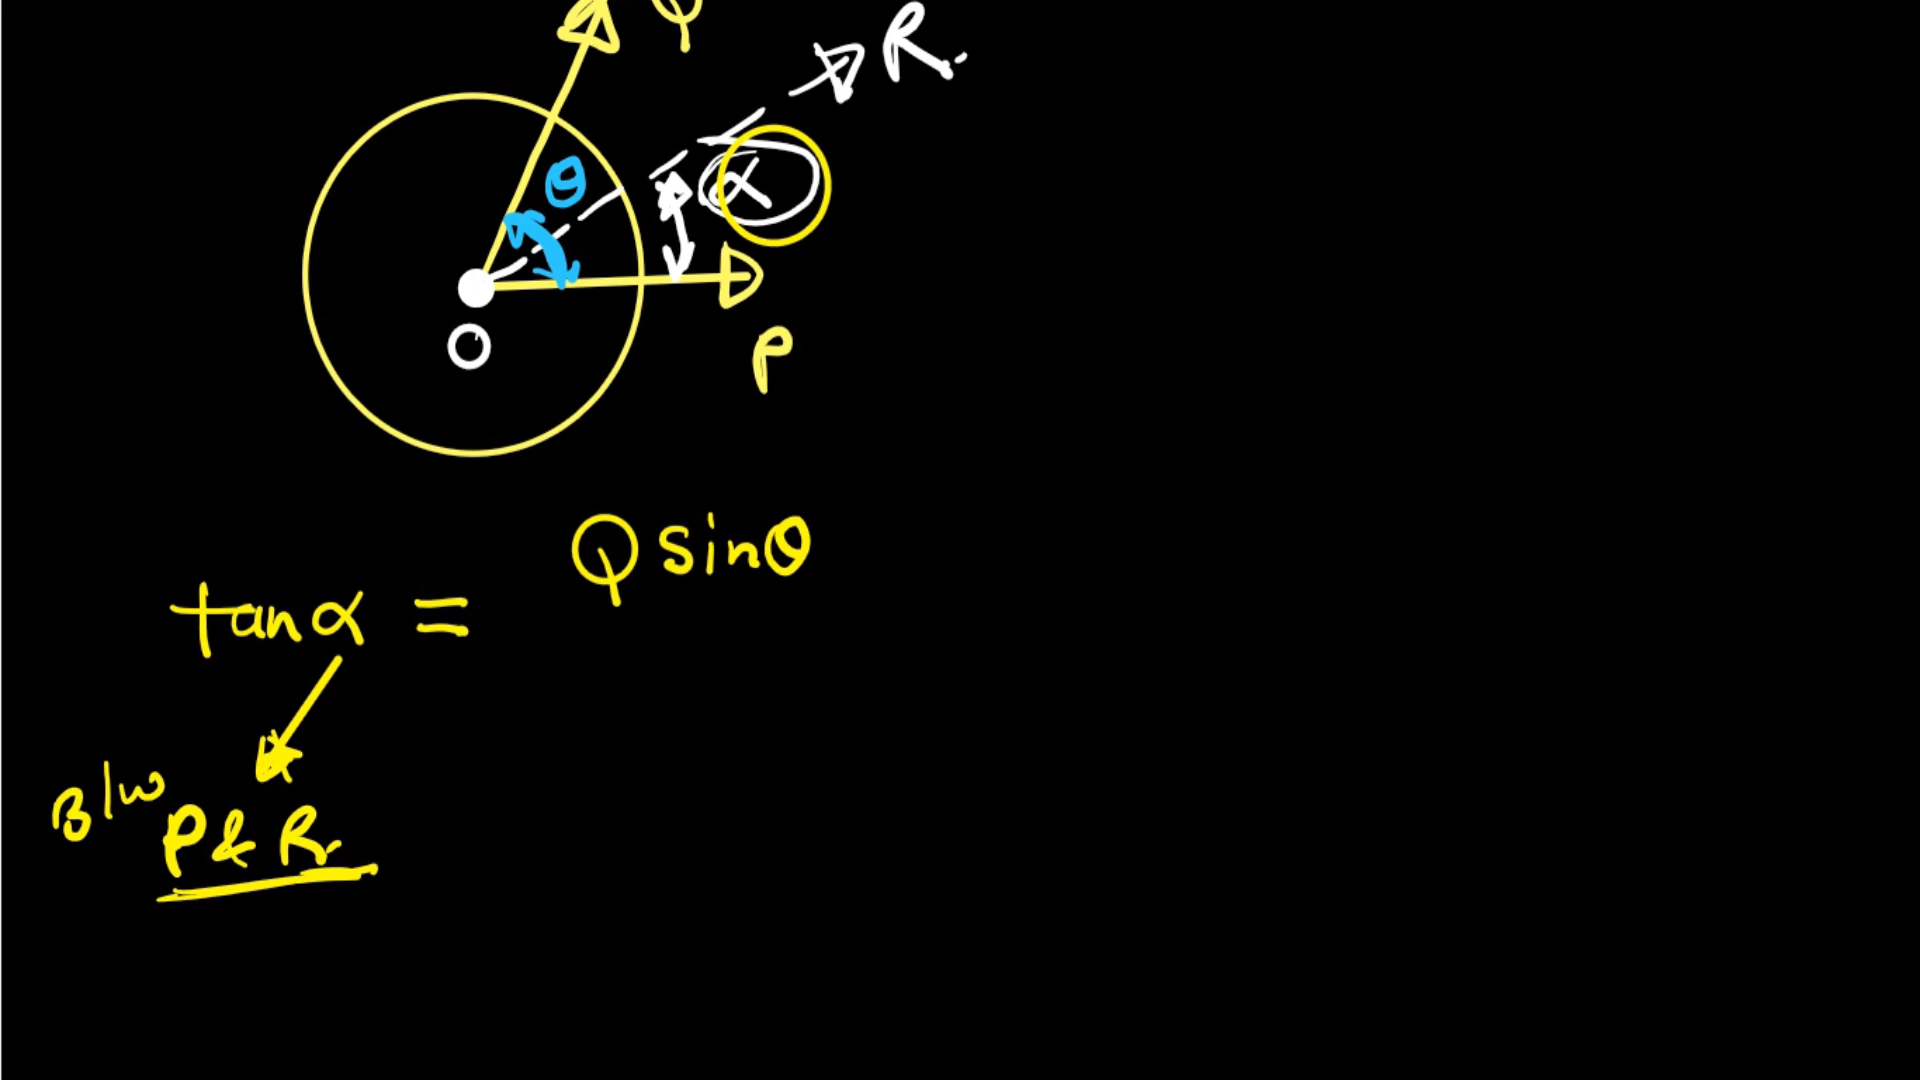 Q
R.
θ
α
O
P
Q sinθ
tanα =
B/w
P & R.